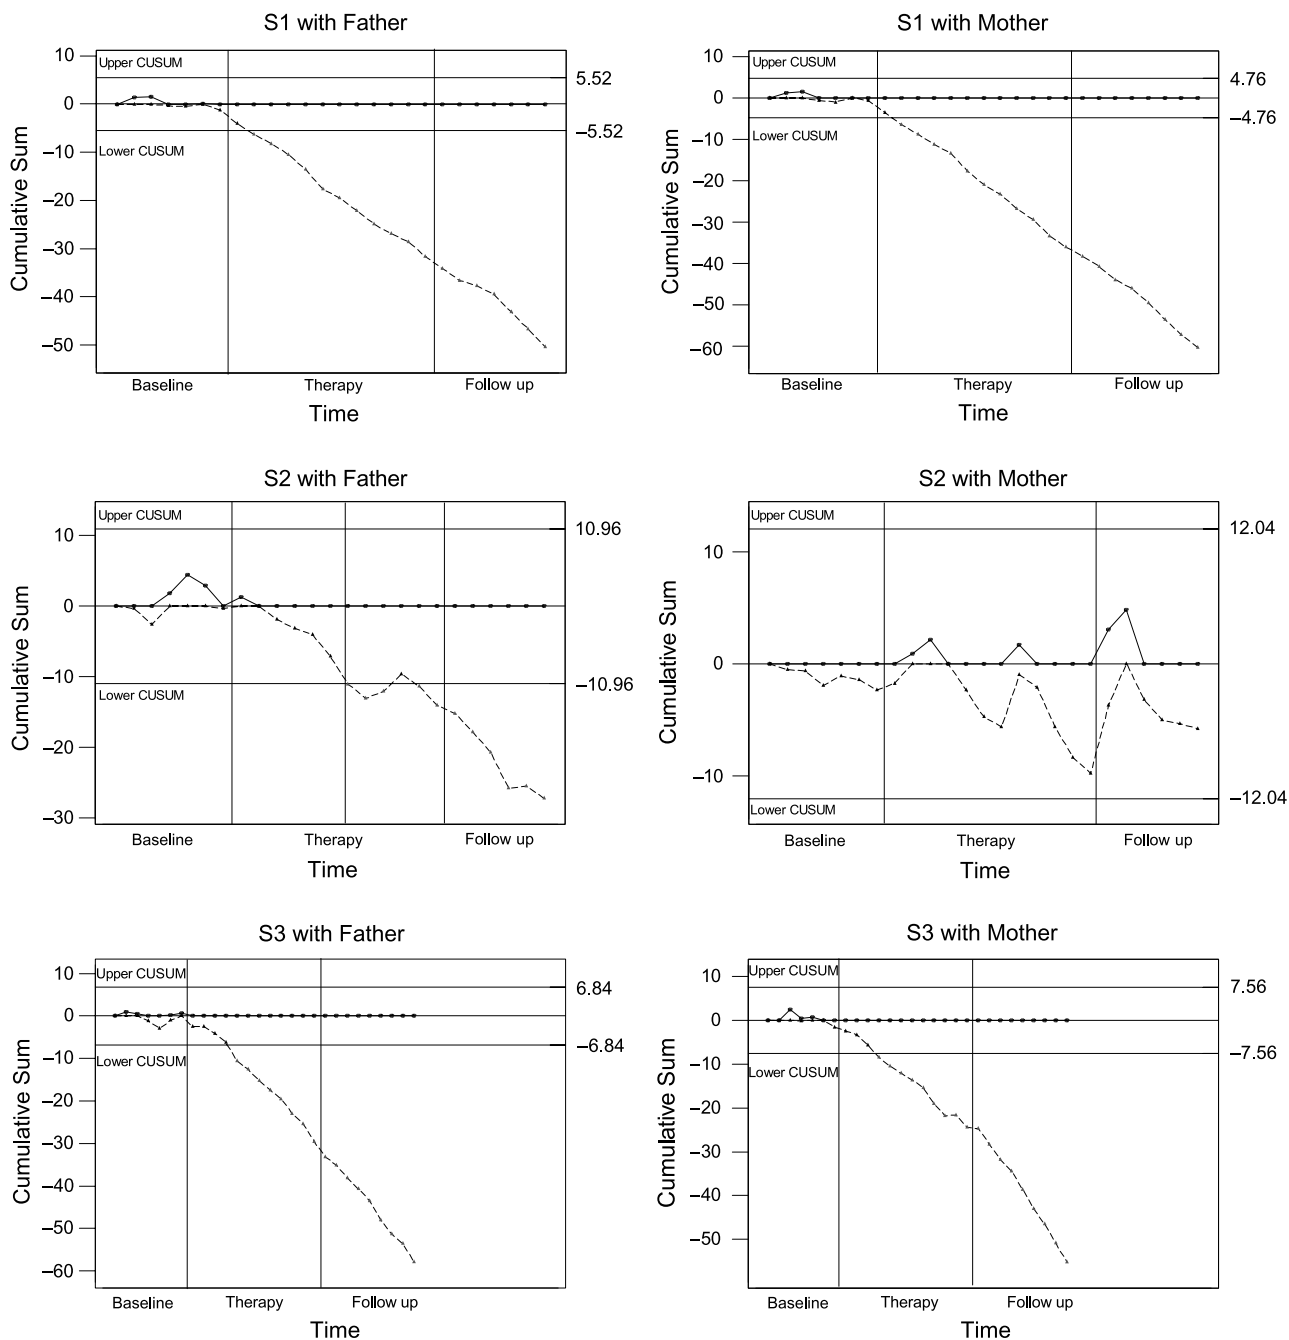 S1 with Father
10
Upper CUSUM
5.52
0
–5.52
Lower CUSUM
–10
–20
–30
–40
–50
Cumulative Sum
Baseline
Therapy
Follow up
Time
S1 with Mother
10
Upper CUSUM
4.76
0
–4.76
Lower CUSUM
–10
–20
–30
–40
–50
–60
Cumulative Sum
Baseline
Therapy
Follow up
Time
S2 with Father
Upper CUSUM
10.96
10
0
–10
–10.96
Lower CUSUM
–20
–30
Cumulative Sum
Baseline
Therapy
Follow up
Time
S2 with Mother
Upper CUSUM
12.04
10
0
–10
–12.04
Lower CUSUM
Cumulative Sum
Baseline
Therapy
Follow up
Time
S3 with Father
10
Upper CUSUM
6.84
0
–6.84
Lower CUSUM
–10
–20
–30
–40
–50
–60
Cumulative Sum
Baseline
Therapy
Follow up
Time
S3 with Mother
10
Upper CUSUM
7.56
0
–7.56
Lower CUSUM
–10
–20
–30
–40
–50
Cumulative Sum
Baseline
Therapy
Follow up
Time